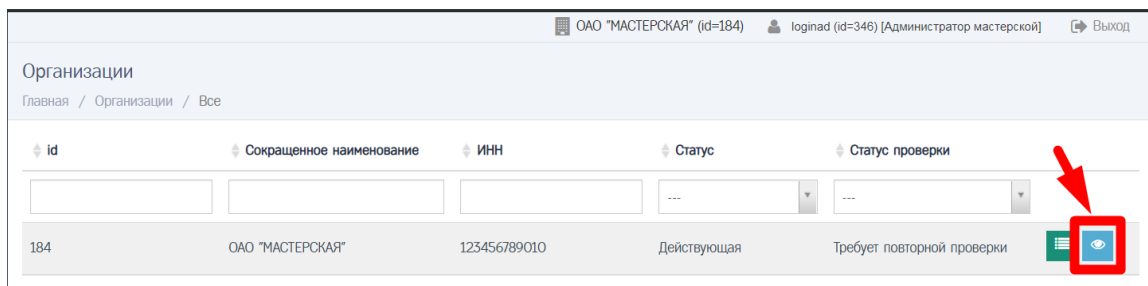 ОАО "МАСТЕРСКАЯ" (id=184) loginad (id=346) [Администратор мастерской] Выход
Организации
Главная / Организации / Все
id Сокращенное наименование ИНН Статус Статус проверки
--- ---
184 ОАО "МАСТЕРСКАЯ" 123456789010 Действующая Требует повторной проверки